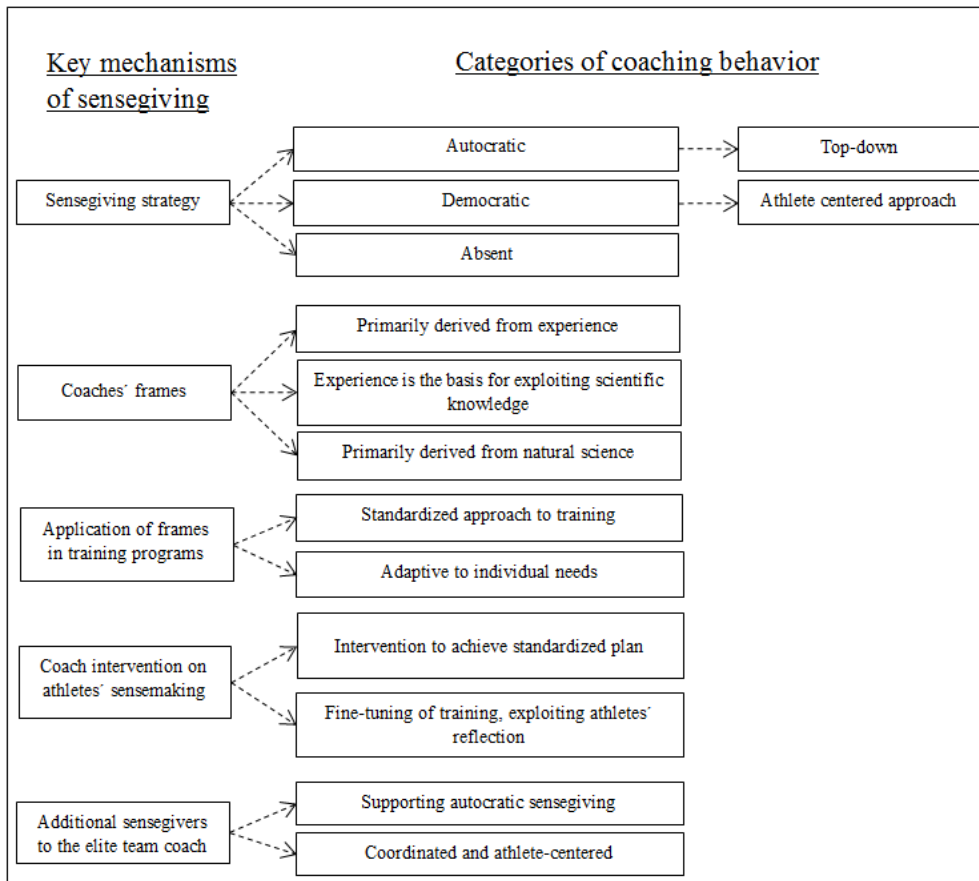 Key mechanisms
of sensegiving
Categories of coaching behavior
Sensegiving strategy
Autocratic
Top-down
Democratic
Athlete centered approach
Absent
Coaches´ frames
Primarily derived from experience
Experience is the basis for exploiting scientific
knowledge
Primarily derived from natural science
Application of frames
in training programs
Standardized approach to training
Adaptive to individual needs
Coach intervention on
athletes´ sensemaking
Intervention to achieve standardized plan
Fine-tuning of training, exploiting athletes´
reflection
Additional sensegivers
to the elite team coach
Supporting autocratic sensegiving
Coordinated and athlete-centered